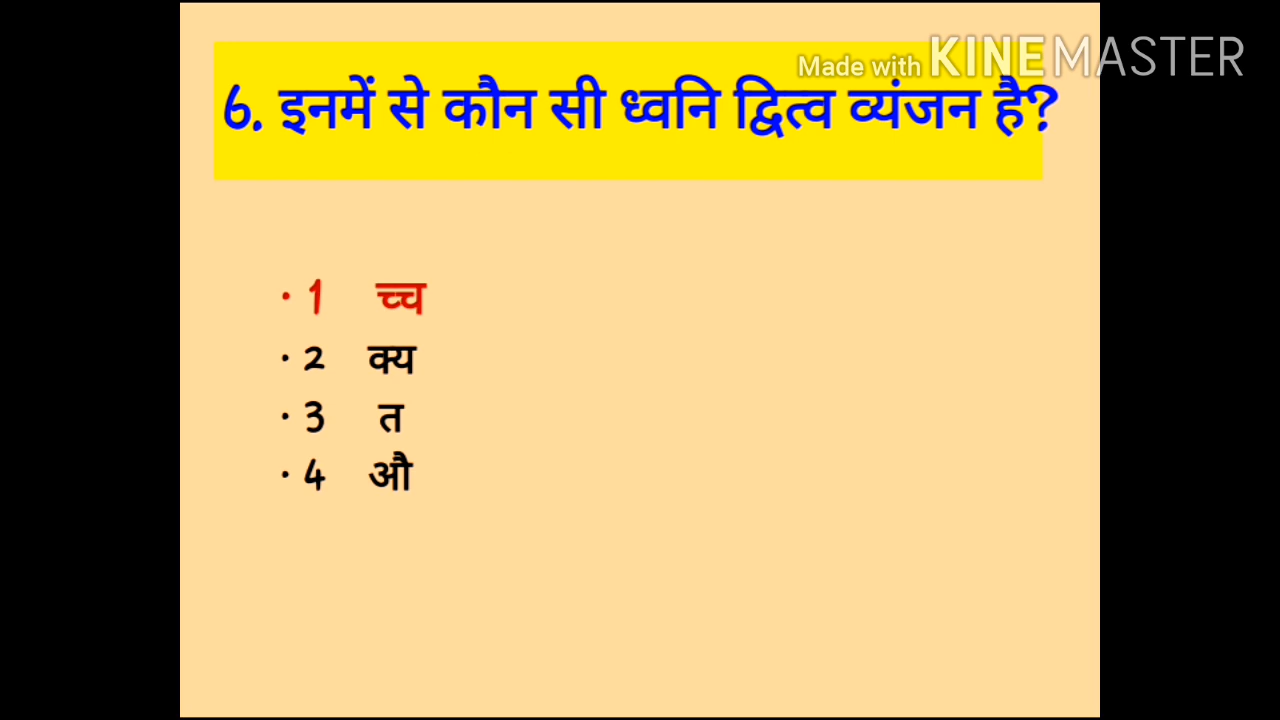 Made with KINEMASTER
6. इनमें से कौन सी ध्वनि द्वित्व व्यंजन है?
• 1 च्च
• 2 क्य
• 3 त
• 4 औ